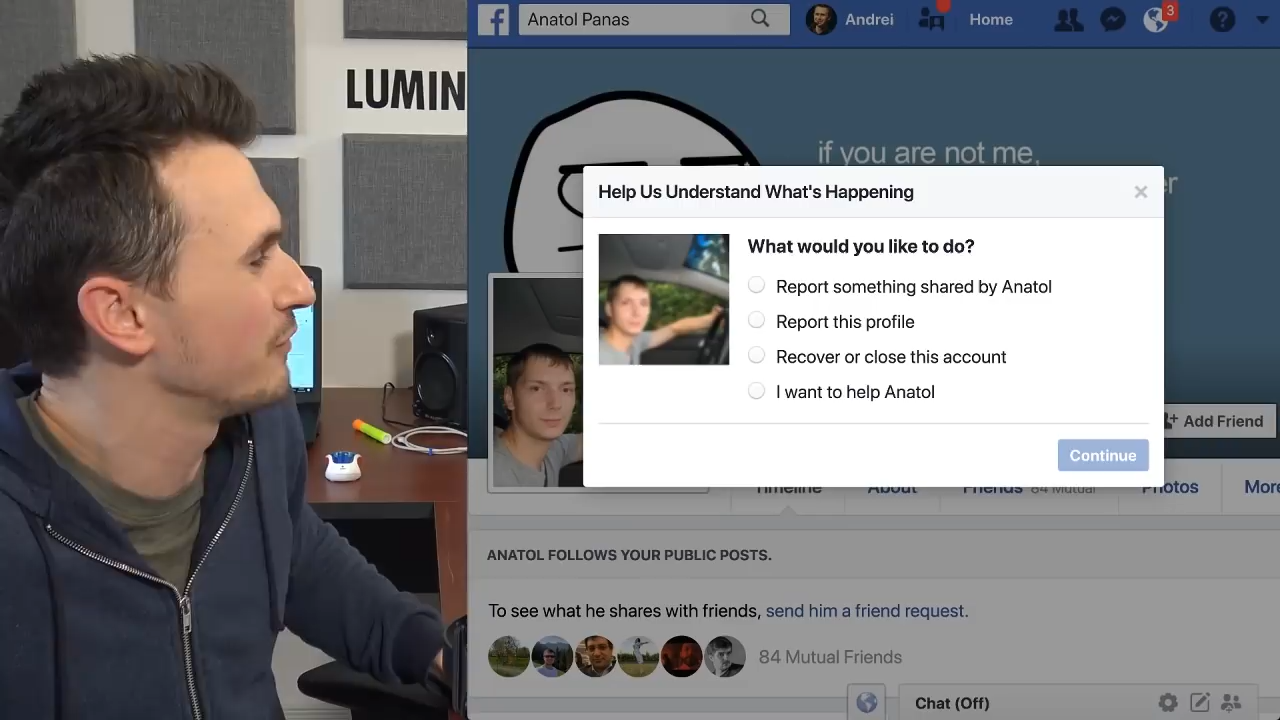 LUMIN
f
Anatol Panas
Andrei
Home
3
?
if you are not me,
Help Us Understand What's Happening
×
What would you like to do?
Report something shared by Anatol
Report this profile
Recover or close this account
I want to help Anatol
Continue
Add Friend
Timeline
About
Friends 84 Mutual
Photos
More
ANATOL FOLLOWS YOUR PUBLIC POSTS.
To see what he shares with friends, send him a friend request.
84 Mutual Friends
Chat (Off)